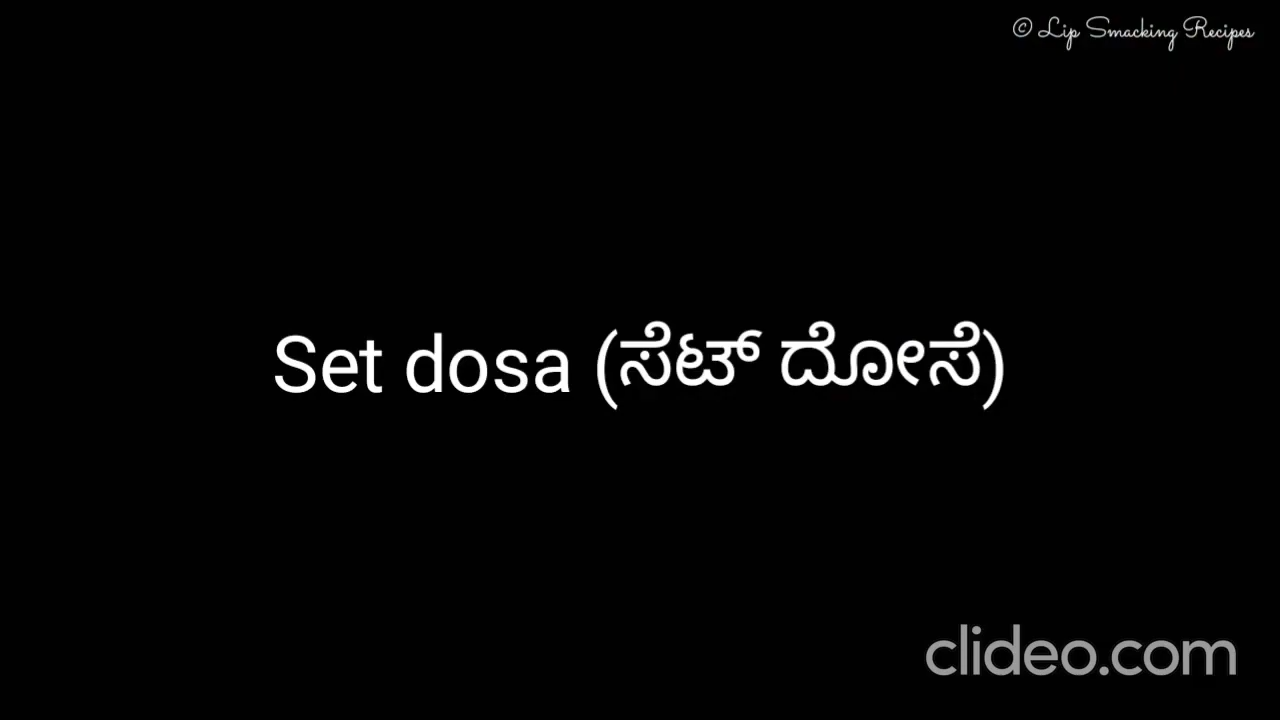 © Lip Smacking Recipes
Set dosa (ಸೆಟ್ ದೋಸೆ)
clideo.com